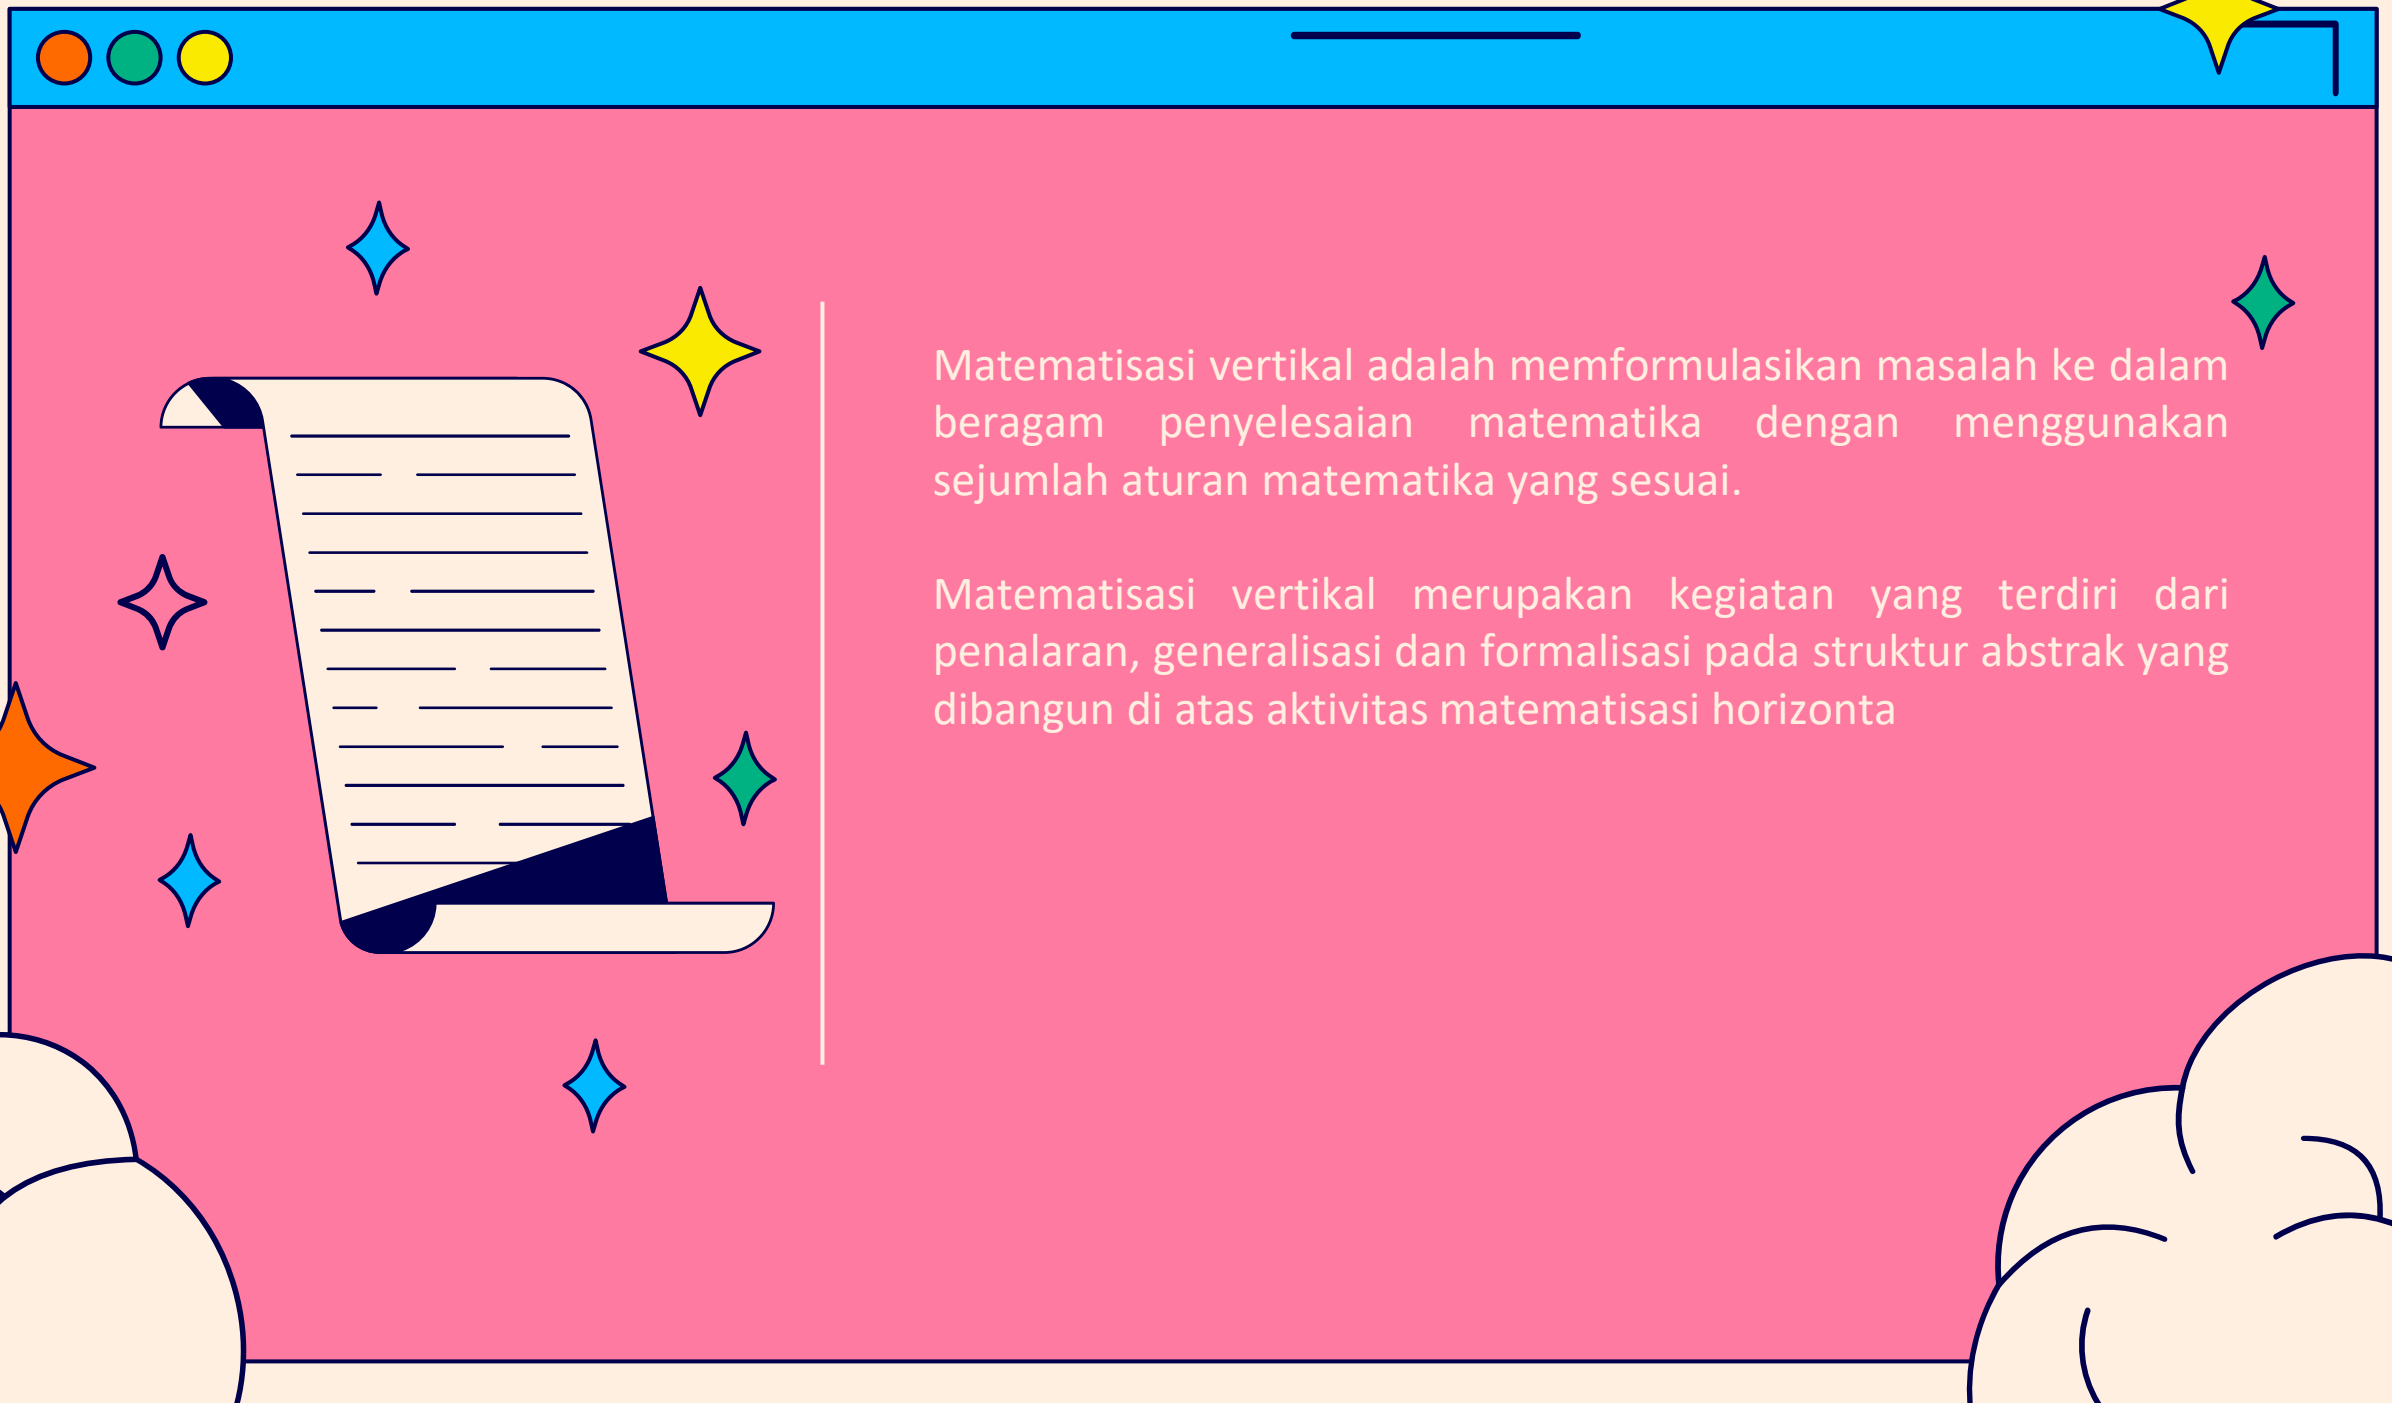 Matematisasi vertikal adalah memformulasikan masalah ke dalam
beragam penyelesaian matematika dengan menggunakan
sejumlah aturan matematika yang sesuai.
Matematisasi vertikal merupakan kegiatan yang terdiri dari
penalaran, generalisasi dan formalisasi pada struktur abstrak yang
dibangun di atas aktivitas matematisasi horizonta